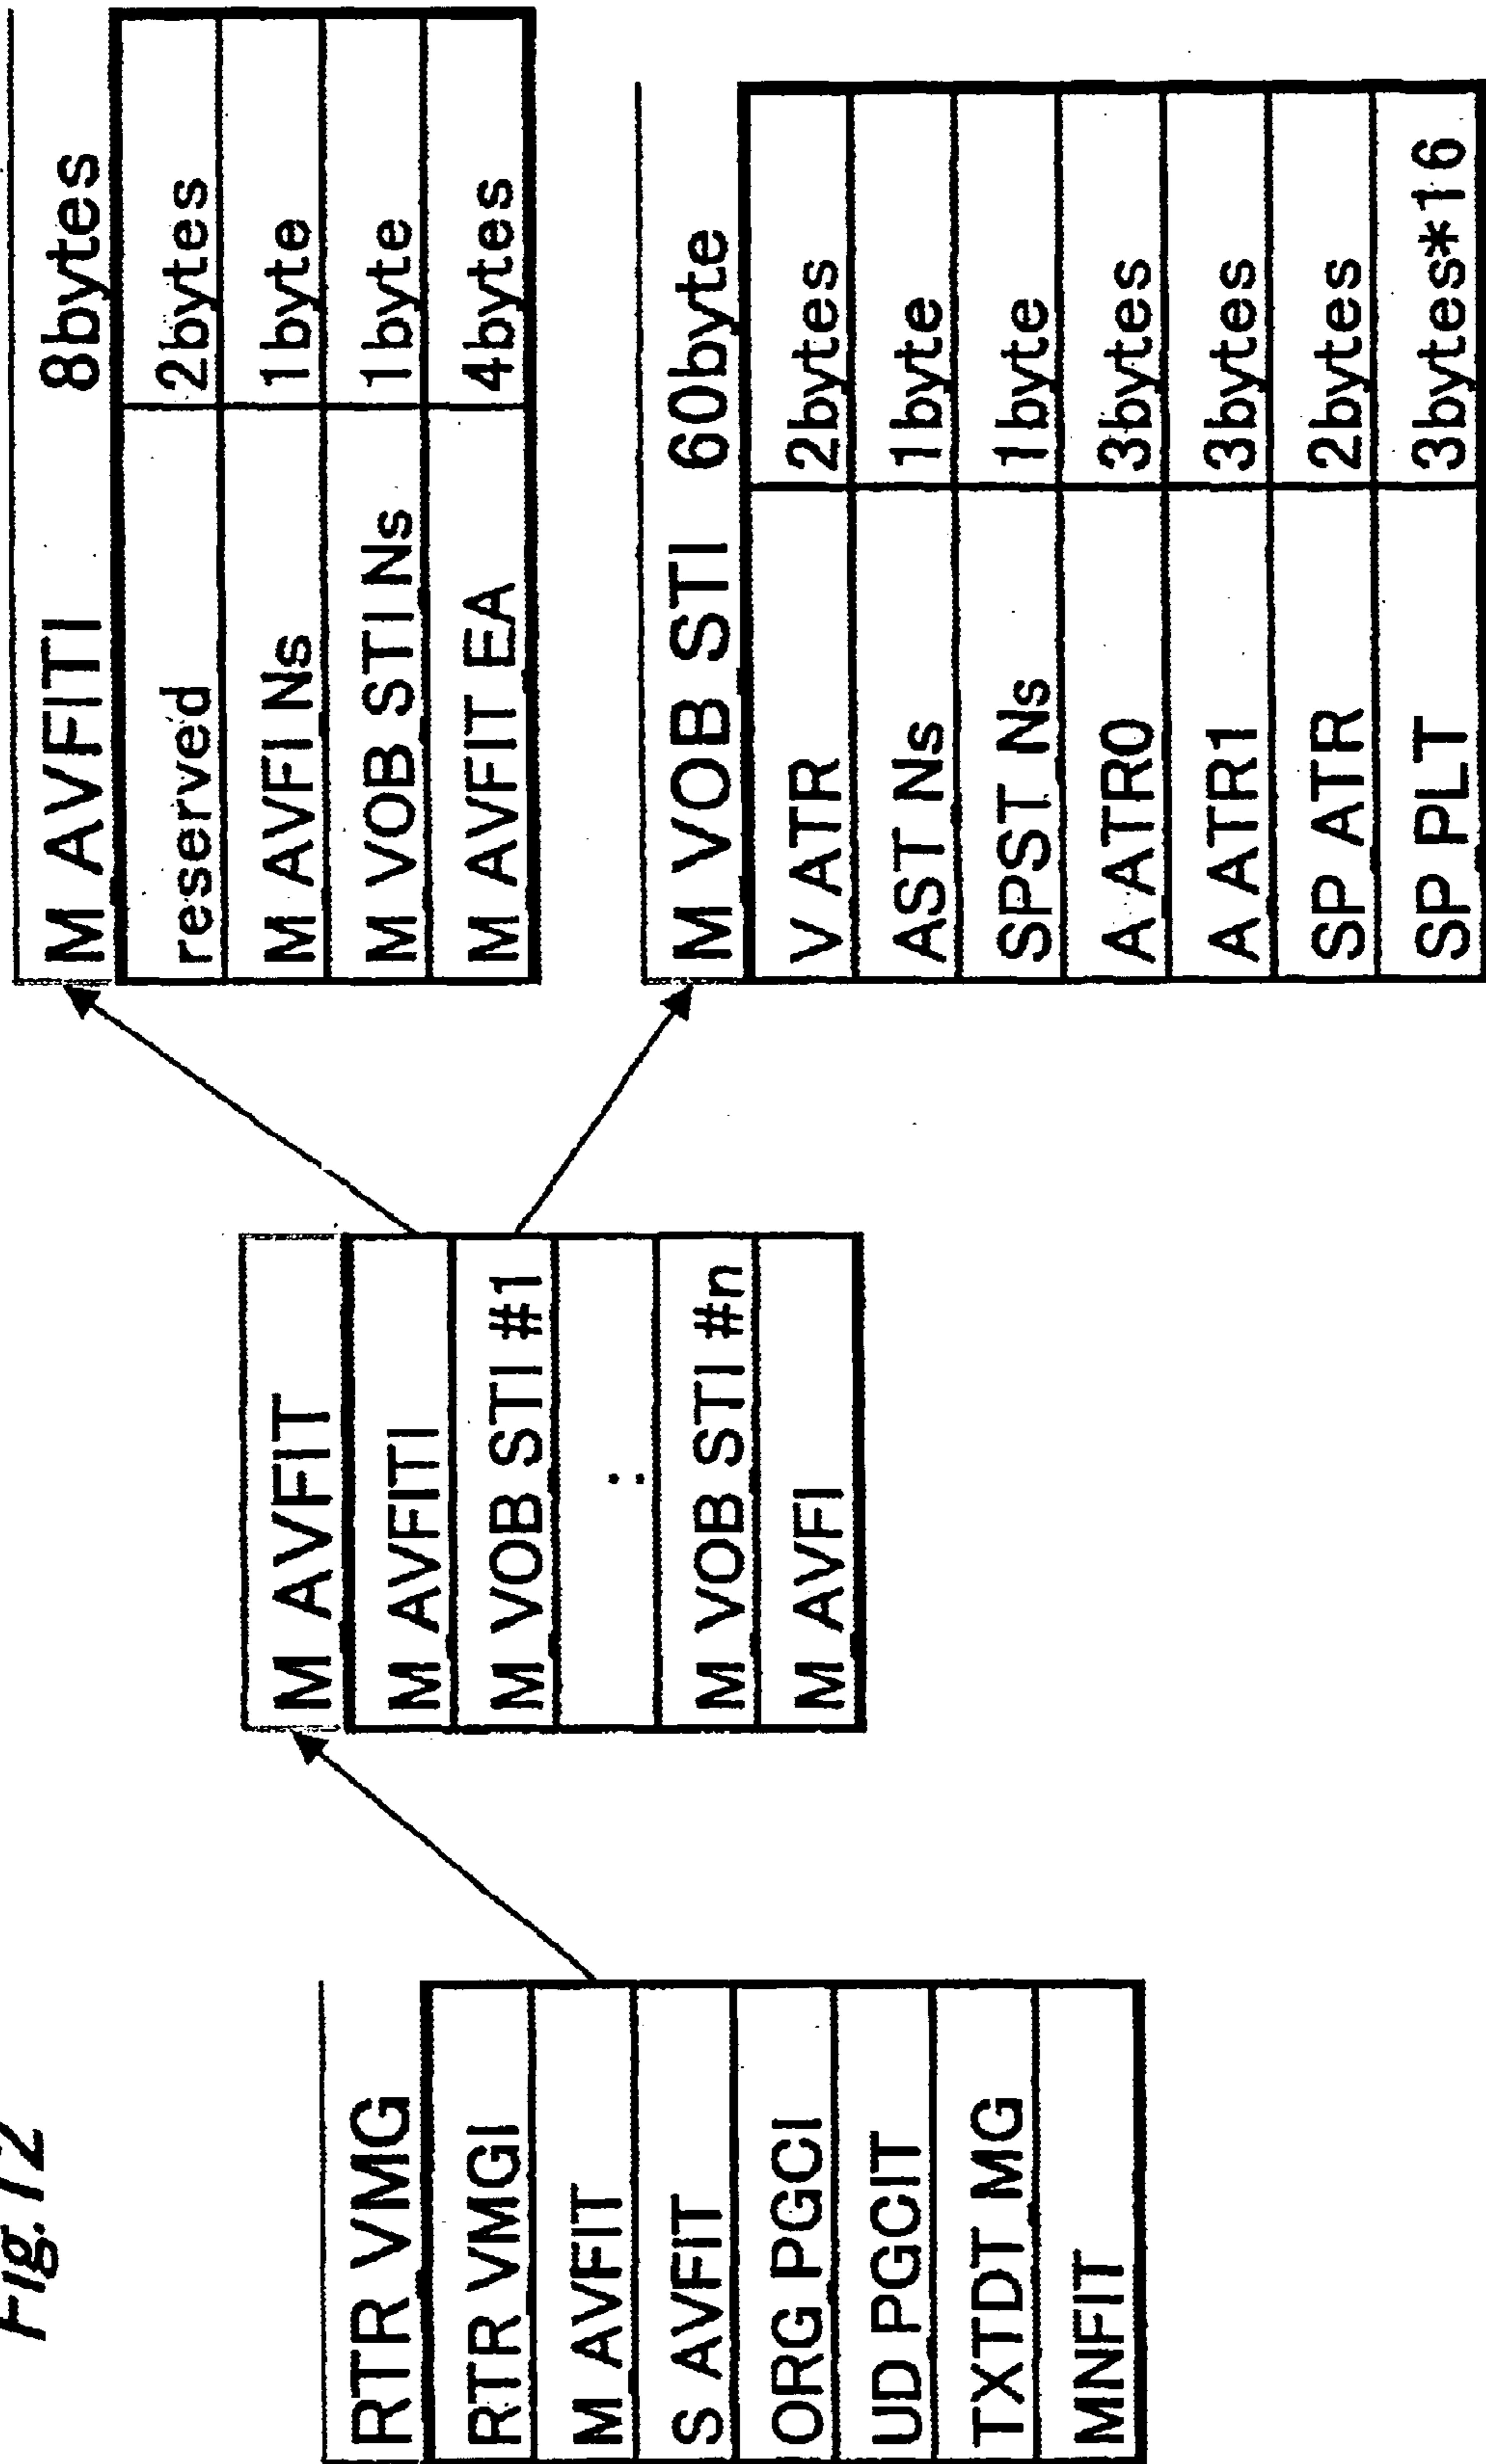 Fig. 12
RTR VMG
RTR VMGI
M AVFIT
S AVFIT
ORG PGCI
UD PGCIT
TXTDT MG
MNFIT
M AVFIT
M AVFITI
M VOB STI #1
:
M VOB STI #n
M AVFI
M AVFITI 8bytes
reserved 2bytes
M AVFI Ns 1byte
M VOB STI Ns 1byte
M AVFIT EA 4bytes
M VOB STI 60byte
V ATR 2bytes
AST Ns 1byte
SPST Ns 1byte
A ATR0 3bytes
A ATR1 3bytes
SP ATR 2bytes
SP PLT 3bytes*16